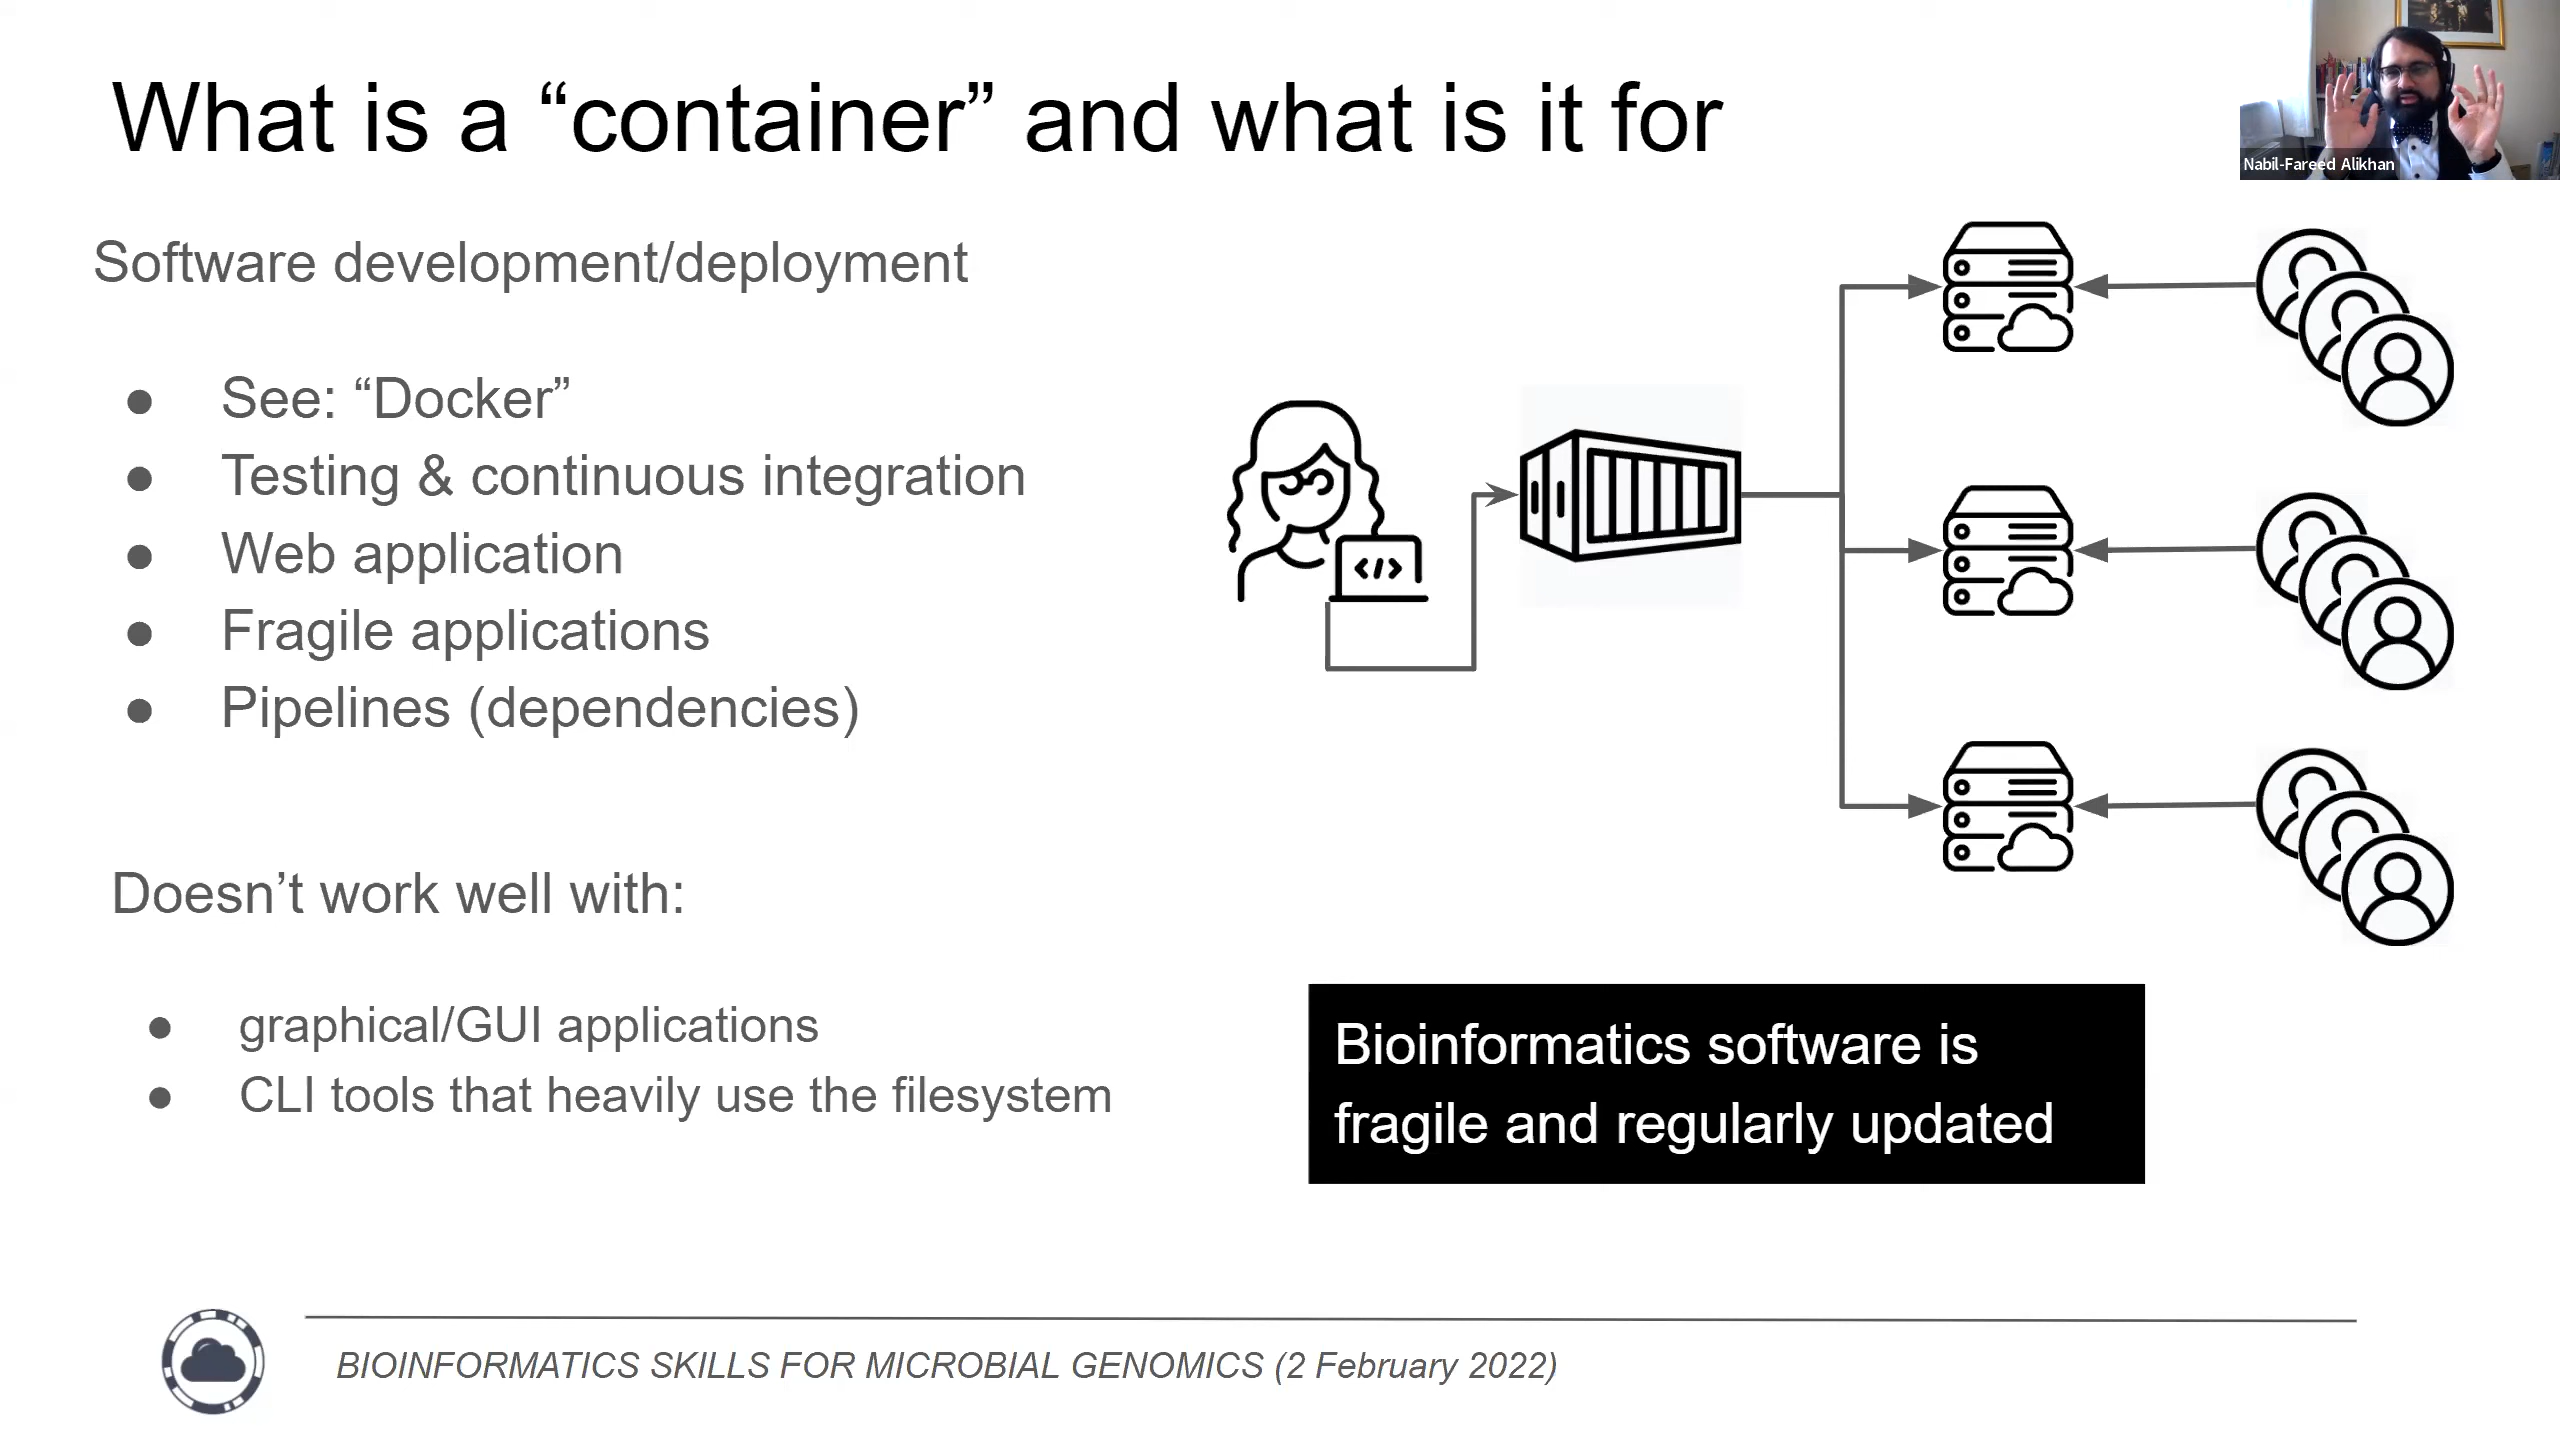 What is a “container” and what is it for
Nabil-Fareed Alikhan
Software development/deployment
● See: “Docker”
● Testing & continuous integration
● Web application
● Fragile applications
● Pipelines (dependencies)
</>
Doesn’t work well with:
● graphical/GUI applications
● CLI tools that heavily use the filesystem
Bioinformatics software is
fragile and regularly updated
BIOINFORMATICS SKILLS FOR MICROBIAL GENOMICS (2 February 2022)